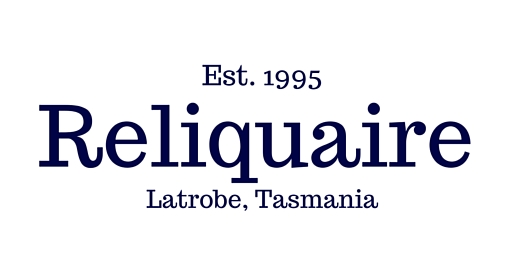 Est. 1995
Reliquaire
Latrobe, Tasmania